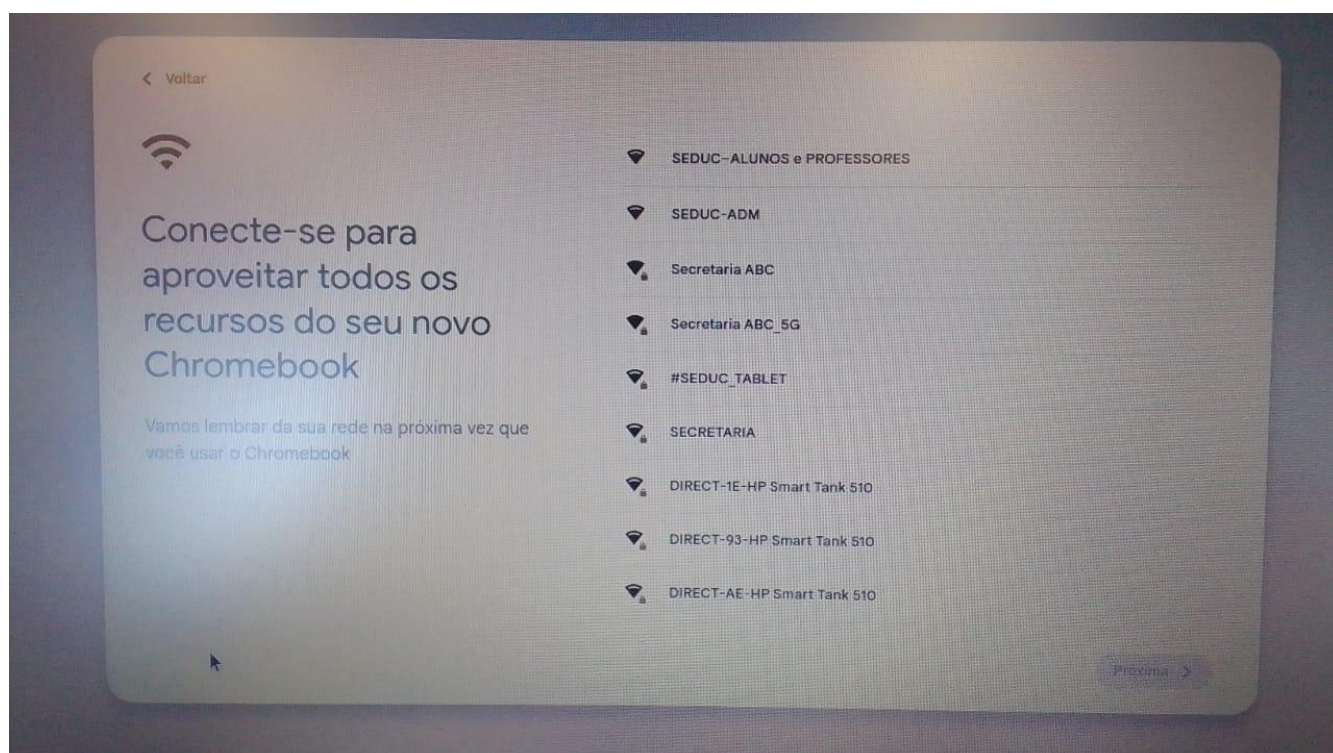 Voltar
Conecte-se para
aproveitar todos os
recursos do seu novo
Chromebook
Vamos lembrar da sua rede na próxima vez que
você usar o Chromebook
SEDUC-ALUNOS e PROFESSORES
SEDUC-ADM
Secretaria ABC
Secretaria ABC_5G
#SEDUC_TABLET
SECRETARIA
DIRECT-1E-HP Smart Tank 510
DIRECT-93-HP Smart Tank 510
DIRECT-AE-HP Smart Tank 510
Próxima